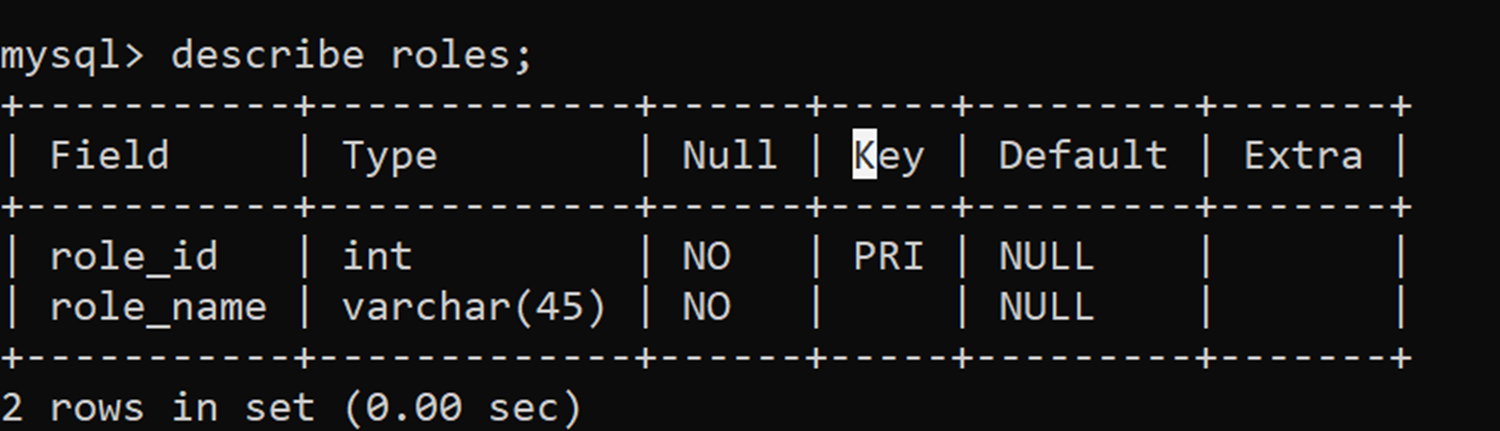 mysql> describe roles;
+-----------+-------------+------+-----+---------+-------+
| Field     | Type        | Null | Key | Default | Extra |
+-----------+-------------+------+-----+---------+-------+
| role_id   | int         | NO   | PRI | NULL    |       |
| role_name | varchar(45) | NO   |     | NULL    |       |
+-----------+-------------+------+-----+---------+-------+
2 rows in set (0.00 sec)